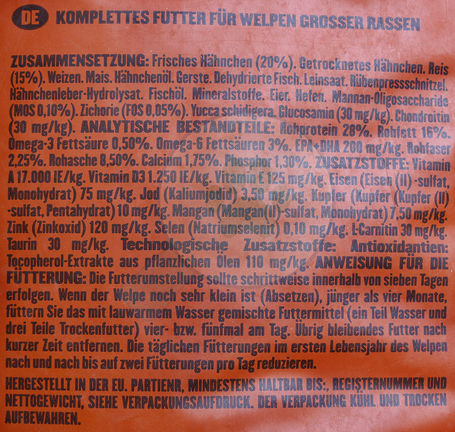 DE KOMPLETTES FUTTER FÜR WELPEN GROSSER RASSEN
ZUSAMMENSETZUNG: Frisches Hähnchen (20%). Getrocknetes Hähnchen. Reis
(15%). Weizen. Mais. Hähnchenöl. Gerste. Dehydrierte Fisch. Leinsaat. Rübenpressschnitzel.
Hähnchenleber-Hydrolysat. Fischöl. Mineralstoffe. Eier. Hefen. Mannan-Oligosaccharide
(MOS 0,10%). Zichorie (FOS 0,05%). Yucca schidigera. Glucosamin (30 mg/kg). Chondroitin
(30 mg/kg). ANALYTISCHE BESTANDTEILE: Rohprotein 28%. Rohfett 16%.
Omega-3 Fettsäure 0,50%. Omega-6 Fettsäuren 3%. EPA+DHA 200 mg/kg. Rohfaser
2,25%. Rohasche 8,50%. Calcium 1,75%. Phosphor 1,30%. ZUSATZSTOFFE: Vitamin
A 17.000 IE/kg. Vitamin D3 1.250 IE/kg. Vitamin E 125 mg/kg. Eisen (Eisen (II) -sulfat,
Monohydrat) 75 mg/kg. Jod (Kaliumjodid) 3,50 mg/kg. Kupfer (Kupfer (Kupfer (II)
-sulfat, Pentahydrat) 10 mg/kg. Mangan (Mangan(II)-sulfat, Monohydrat) 7,50 mg/kg.
Zink (Zinkoxid) 120 mg/kg. Selen (Natriumselenit) 0,10 mg/kg. L-Carnitin 30 mg/kg.
Taurin 30 mg/kg. Technologische Zusatzstoffe: Antioxidantien:
Tocopherol-Extrakte aus pflanzlichen Ölen 110 mg/kg. ANWEISUNG FÜR DIE
FÜTTERUNG: Die Futterumstellung sollte schrittweise innerhalb von sieben Tagen
erfolgen. Wenn der Welpe noch sehr klein ist (Absetzen), jünger als vier Monate,
füttern Sie das mit lauwarmem Wasser gemischte Futtermittel (ein Teil Wasser und
drei Teile Trockenfutter) vier- bzw. fünfmal am Tag. Übrig bleibendes Futter nach
kurzer Zeit entfernen. Die täglichen Fütterungen im ersten Lebensjahr des Welpen
nach und nach bis auf zwei Fütterungen pro Tag reduzieren.
HERGESTELLT IN DER EU. PARTIENR, MINDESTENS HALTBAR BIS:, REGISTERNUMMER UND
NETTOGEWICHT, SIEHE VERPACKUNGSAUFDRUCK. DER VERPACKUNG KÜHL UND TROCKEN
AUFBEWAHREN.